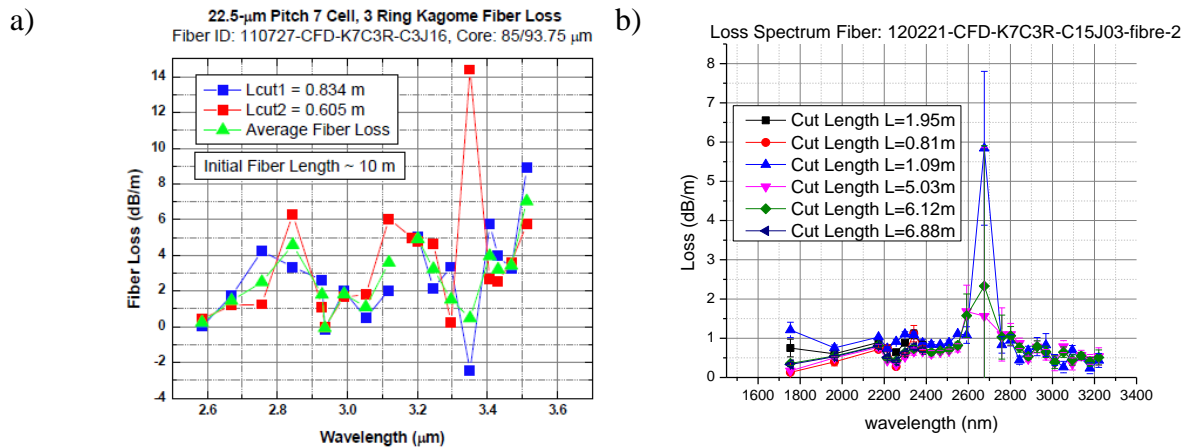 a)
22.5-μm Pitch 7 Cell, 3 Ring Kagome Fiber Loss
Fiber ID: 110727-CFD-K7C3R-C3J16, Core: 85/93.75 μm
Fiber Loss (dB/m)
14
12
10
8
6
4
2
0
-2
-4
Lcut1 = 0.834 m
Lcut2 = 0.605 m
Average Fiber Loss
Initial Fiber Length ~ 10 m
2.6 2.8 3.0 3.2 3.4 3.6
Wavelength (μm)
b)
Loss Spectrum Fiber: 120221-CFD-K7C3R-C15J03-fibre-2
Loss (dB/m)
8
7
6
5
4
3
2
1
0
Cut Length L=1.95m
Cut Length L=0.81m
Cut Length L=1.09m
Cut Length L=5.03m
Cut Length L=6.12m
Cut Length L=6.88m
1600 1800 2000 2200 2400 2600 2800 3000 3200 3400
wavelength (nm)